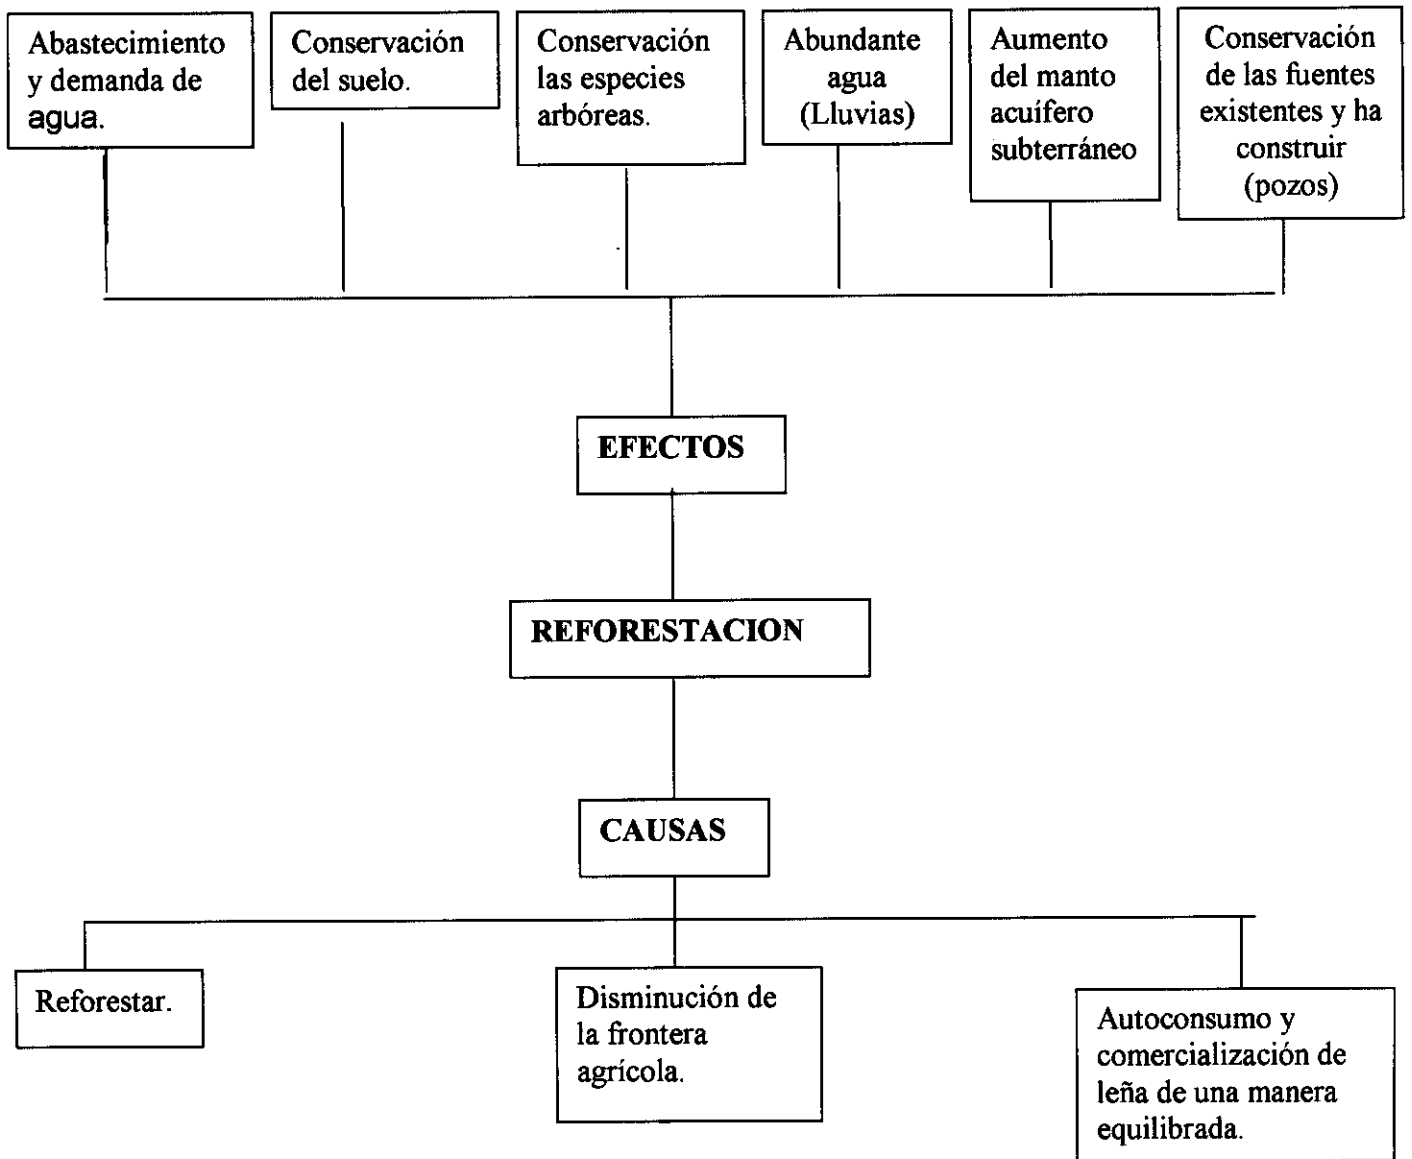 Abastecimiento
y demanda de
agua.
Conservación
del suelo.
Conservación
las especies
arbóreas.
Abundante
agua
(Lluvias)
Aumento
del manto
acuífero
subterráneo
Conservación
de las fuentes
existentes y ha
construir
(pozos)
EFECTOS
REFORESTACION
CAUSAS
Reforestar.
Disminución de
la frontera
agrícola.
Autoconsumo y
comercialización de
leña de una manera
equilibrada.